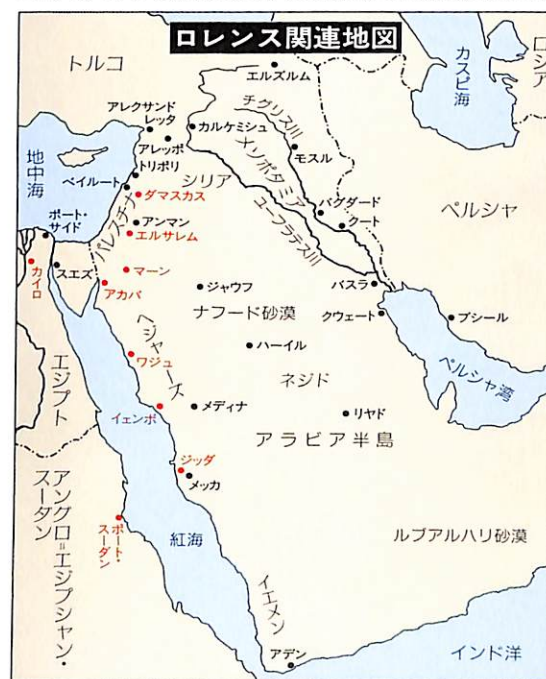 ロレンス関連地図
トルコ
エルズルム
カスピ海
ロシア
アレクサンド
レッタ
カルケミシュ
チグリス川
アレッポ
モスル
地中海
トリポリ
シリア
メソポタミア
ベイルート
ダマスカス
バグダード
ペルシャ
パレスチナ
アンマン
ユーフラテス川
クート
ポート・
サイド
エルサレム
カイロ
スエズ
マーン
アカバ
ジャウフ
バスラ
ナフード砂漠
クウェート
ブシール
ヘジャーズ
ワジュ
ハーイル
ペルシャ湾
エジプト
ネジド
イェンボ
メディナ
リヤド
アラビア半島
ジッダ
メッカ
アングロ=エジプシャン・
スーダン
ポート・
スーダン
紅海
ルブアルハリ砂漠
イエメン
アデン
インド洋